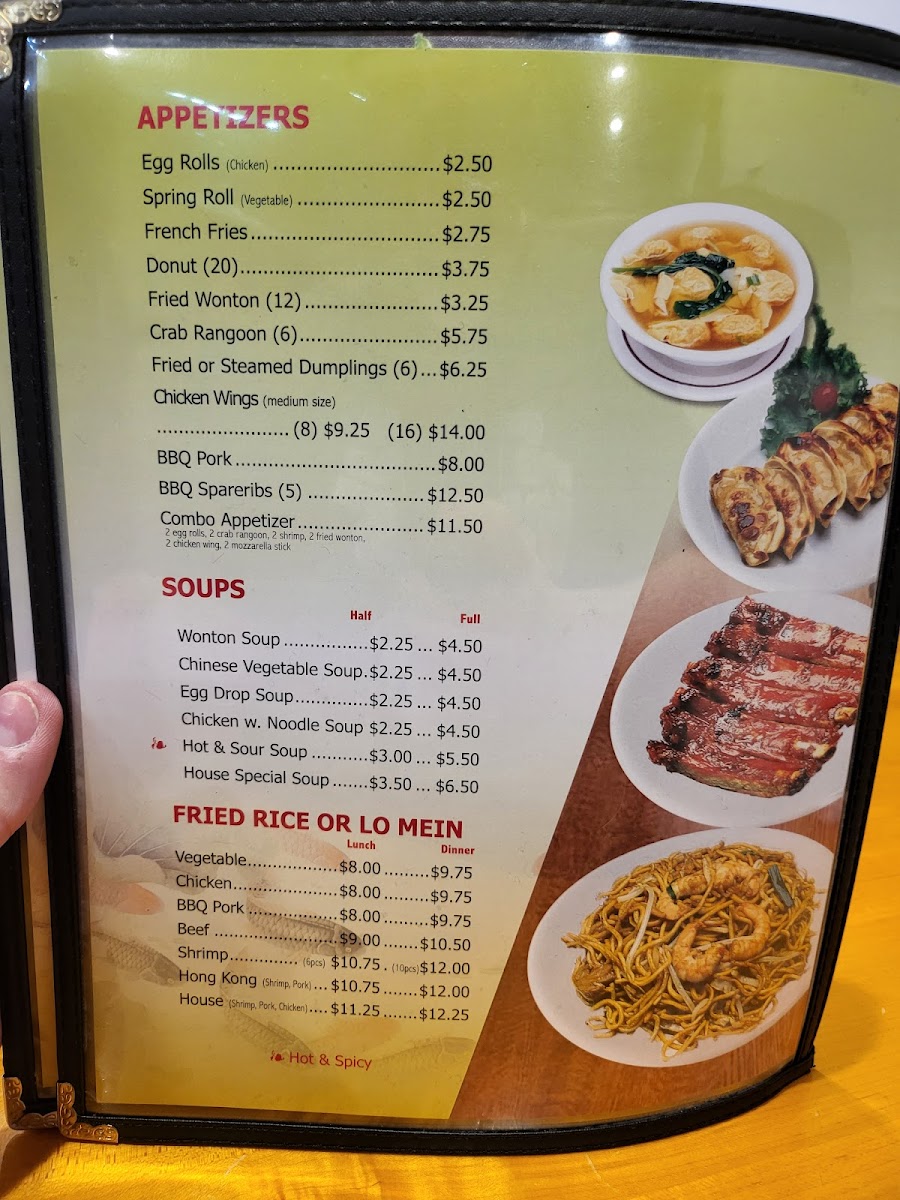 APPETIZERS
Egg Rolls (Chicken) ............................$2.50
Spring Roll (Vegetable) ........................$2.50
French Fries................................$2.75
Donut (20)..................................$3.75
Fried Wonton (12) .......................$3.25
Crab Rangoon (6)........................$5.75
Fried or Steamed Dumplings (6)...$6.25
Chicken Wings (medium size)
....................... (8) $9.25 (16) $14.00
BBQ Pork ..................................$8.00
BBQ Spareribs (5) ....................$12.50
Combo Appetizer......................$11.50
2 egg rolls, 2 crab rangoon, 2 shrimp, 2 fried wonton,
2 chicken wing, 2 mozzarella stick
SOUPS
Half Full
Wonton Soup ................$2.25 ... $4.50
Chinese Vegetable Soup.$2.25 ... $4.50
Egg Drop Soup..............$2.25 ... $4.50
Chicken w. Noodle Soup $2.25 ... $4.50
Hot & Sour Soup ...........$3.00 ... $5.50
House Special Soup .......$3.50 ... $6.50
FRIED RICE OR LO MEIN
Lunch Dinner
Vegetable.................$8.00 .........$9.75
Chicken....................$8.00 .........$9.75
BBQ Pork .................$8.00 .........$9.75
Beef .......................$9.00 .......$10.50
Shrimp............. (6pcs) $10.75 . (10pcs)$12.00
Hong Kong (Shrimp, Pork) ... $10.75 .......$12.00
House (Shrimp, Pork, Chicken) .... $11.25 .......$12.25
Hot & Spicy